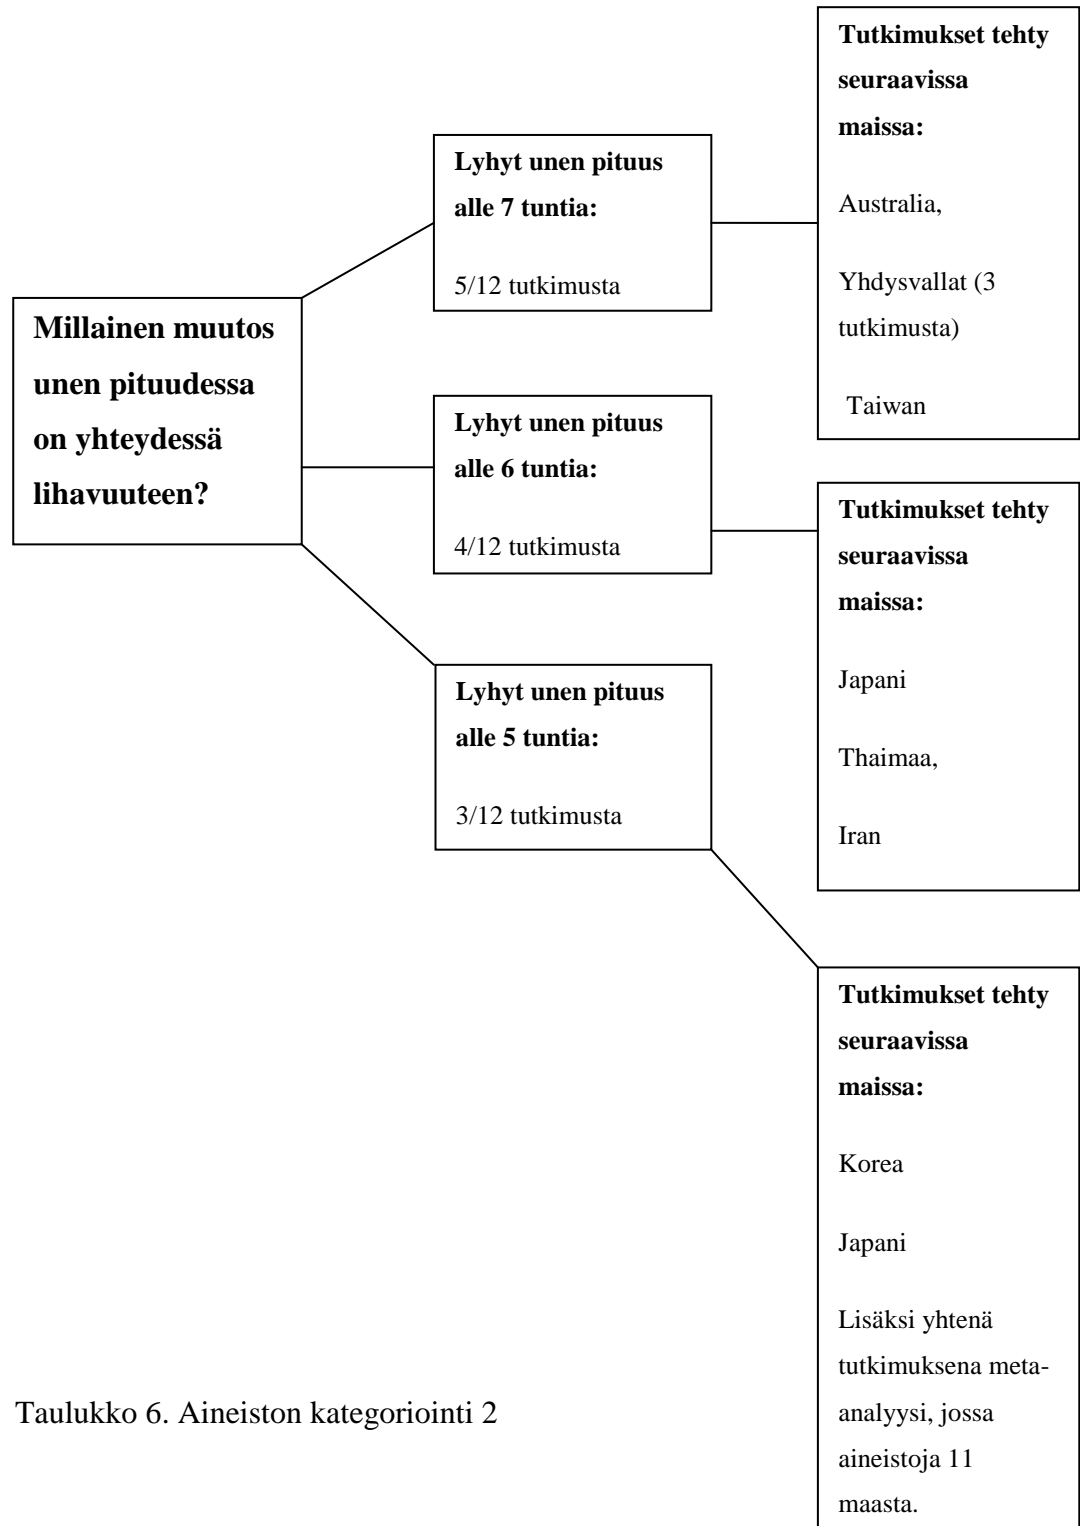 Millainen muutos
unen pituudessa
on yhteydessä
lihavuuteen?
Lyhyt unen pituus
alle 7 tuntia:
5/12 tutkimusta
Tutkimukset tehty
seuraavissa
maissa:
Australia,
Yhdysvallat (3
tutkimusta)
Taiwan
Lyhyt unen pituus
alle 6 tuntia:
4/12 tutkimusta
Tutkimukset tehty
seuraavissa
maissa:
Japani
Thaimaa,
Iran
Lyhyt unen pituus
alle 5 tuntia:
3/12 tutkimusta
Tutkimukset tehty
seuraavissa
maissa:
Korea
Japani
Lisäksi yhtenä
tutkimuksena meta-
analyysi, jossa
aineistoja 11
maasta.
Taulukko 6. Aineiston kategoriointi 2